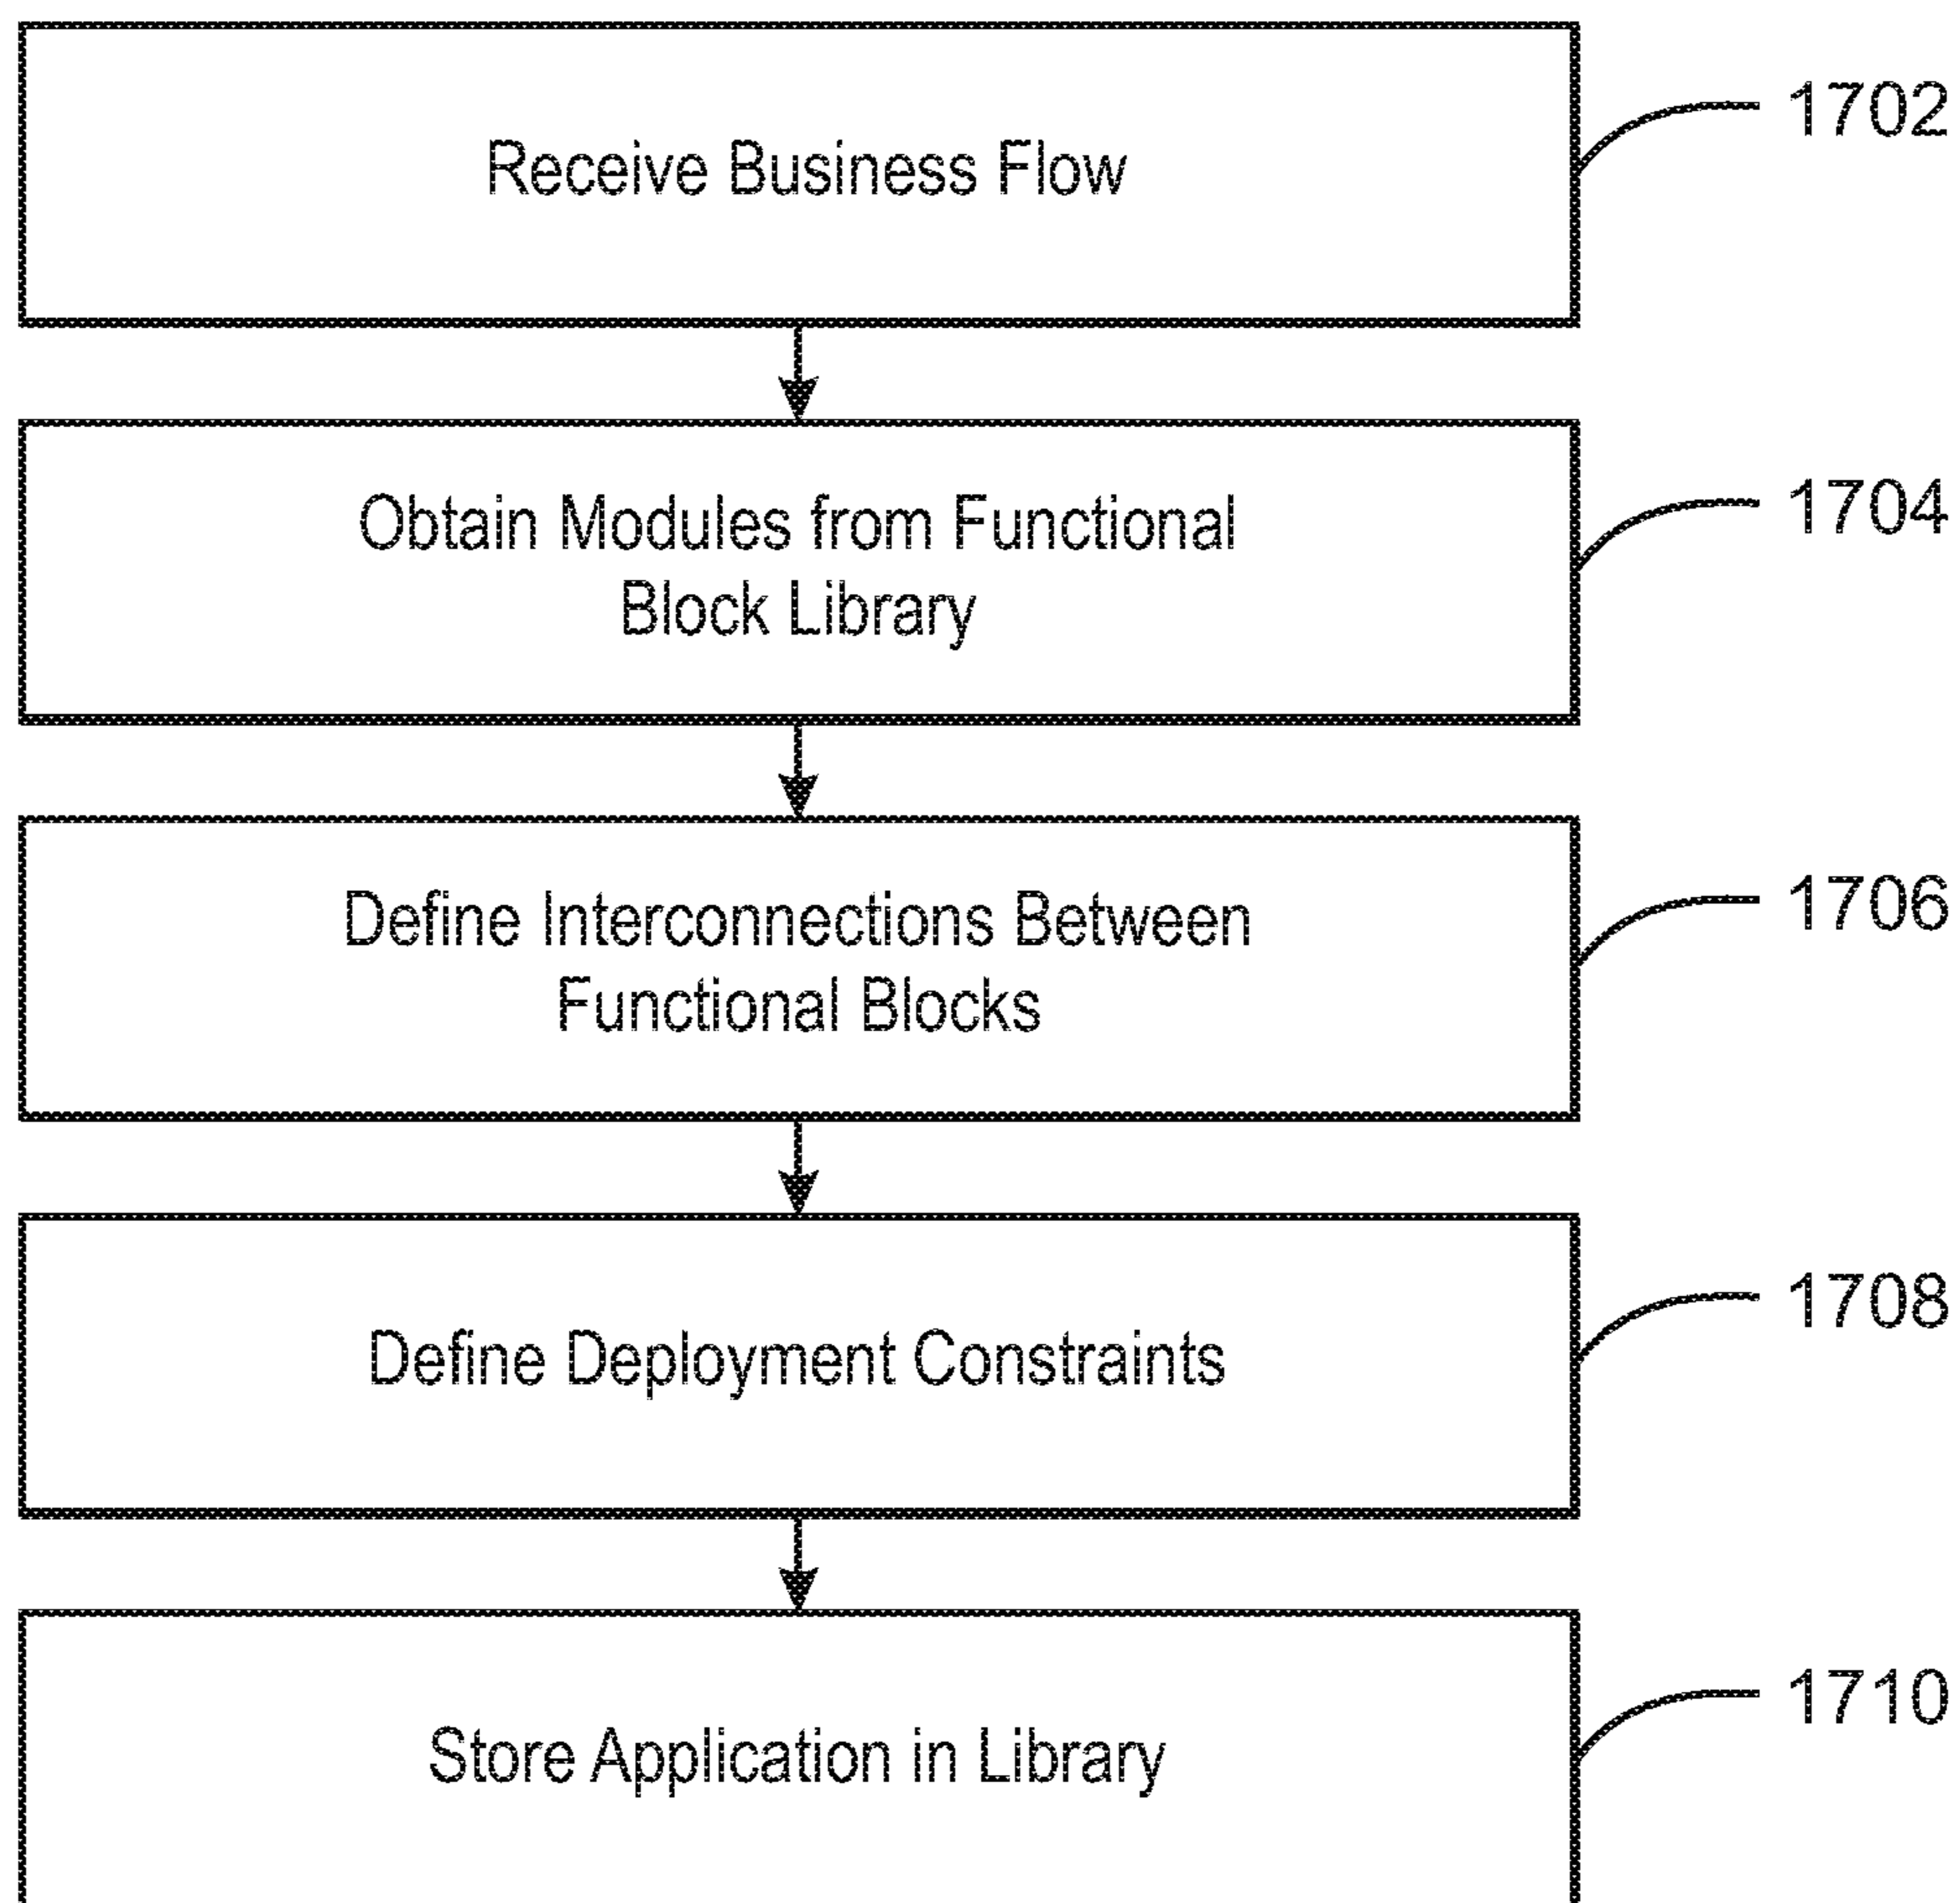 Receive Business Flow
1702
Obtain Modules from Functional
Block Library
1704
Define Interconnections Between
Functional Blocks
1706
Define Deployment Constraints
1708
Store Application in Library
1710